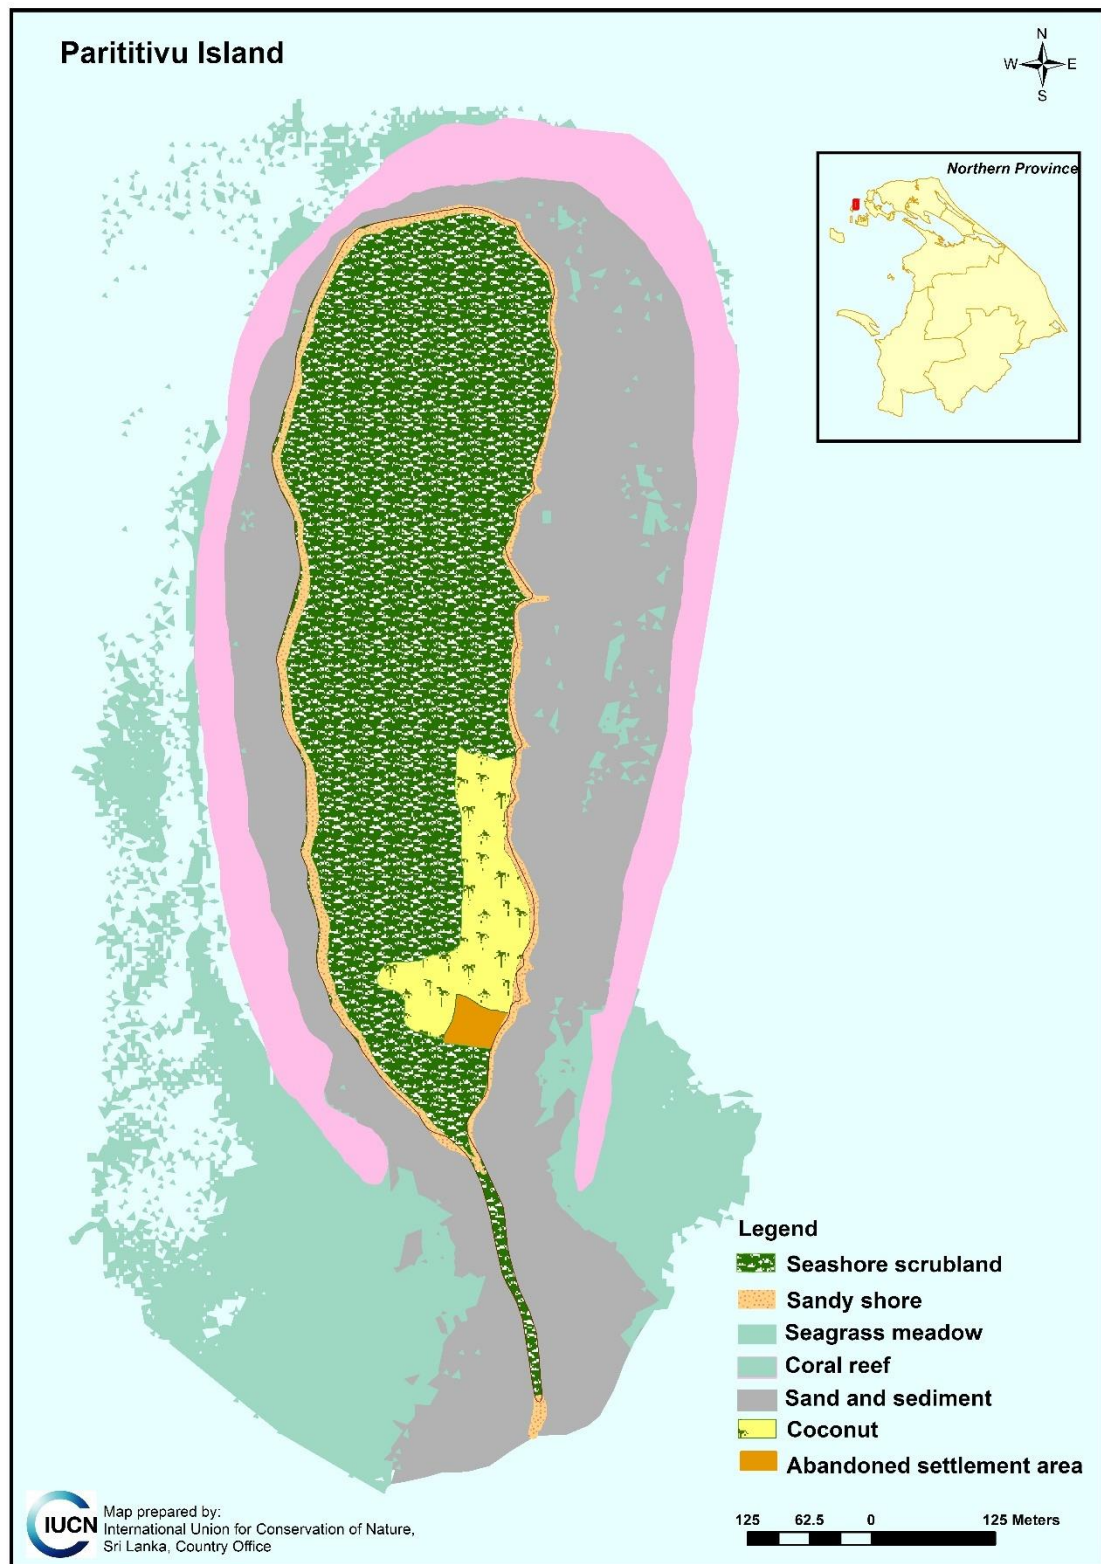 Parititivu Island
N
W
E
S
Northern Province
Legend
Seashore scrubland
Sandy shore
Seagrass meadow
Coral reef
Sand and sediment
Coconut
Abandoned settlement area
IUCN
Map prepared by:
International Union for Conservation of Nature,
Sri Lanka, Country Office
125 62.5 0 125 Meters